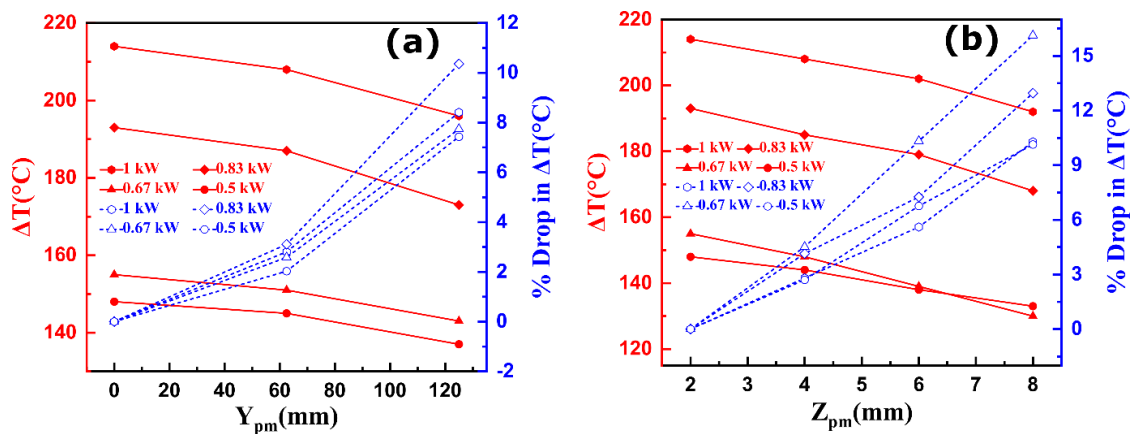 (a)
220
200
180
160
140
ΔT(°C)
1 kW
0.83 kW
0.67 kW
0.5 kW
1 kW
0.83 kW
0.67 kW
0.5 kW
12
10
8
6
4
2
0
-2
% Drop in ΔT(°C)
0 20 40 60 80 100 120
Ypm(mm)
(b)
220
200
180
160
140
120
ΔT(°C)
1 kW
0.83 kW
0.67 kW
0.5 kW
1 kW
0.83 kW
0.67 kW
0.5 kW
15
12
9
6
3
0
% Drop in ΔT(°C)
2 3 4 5 6 7 8
Zpm(mm)